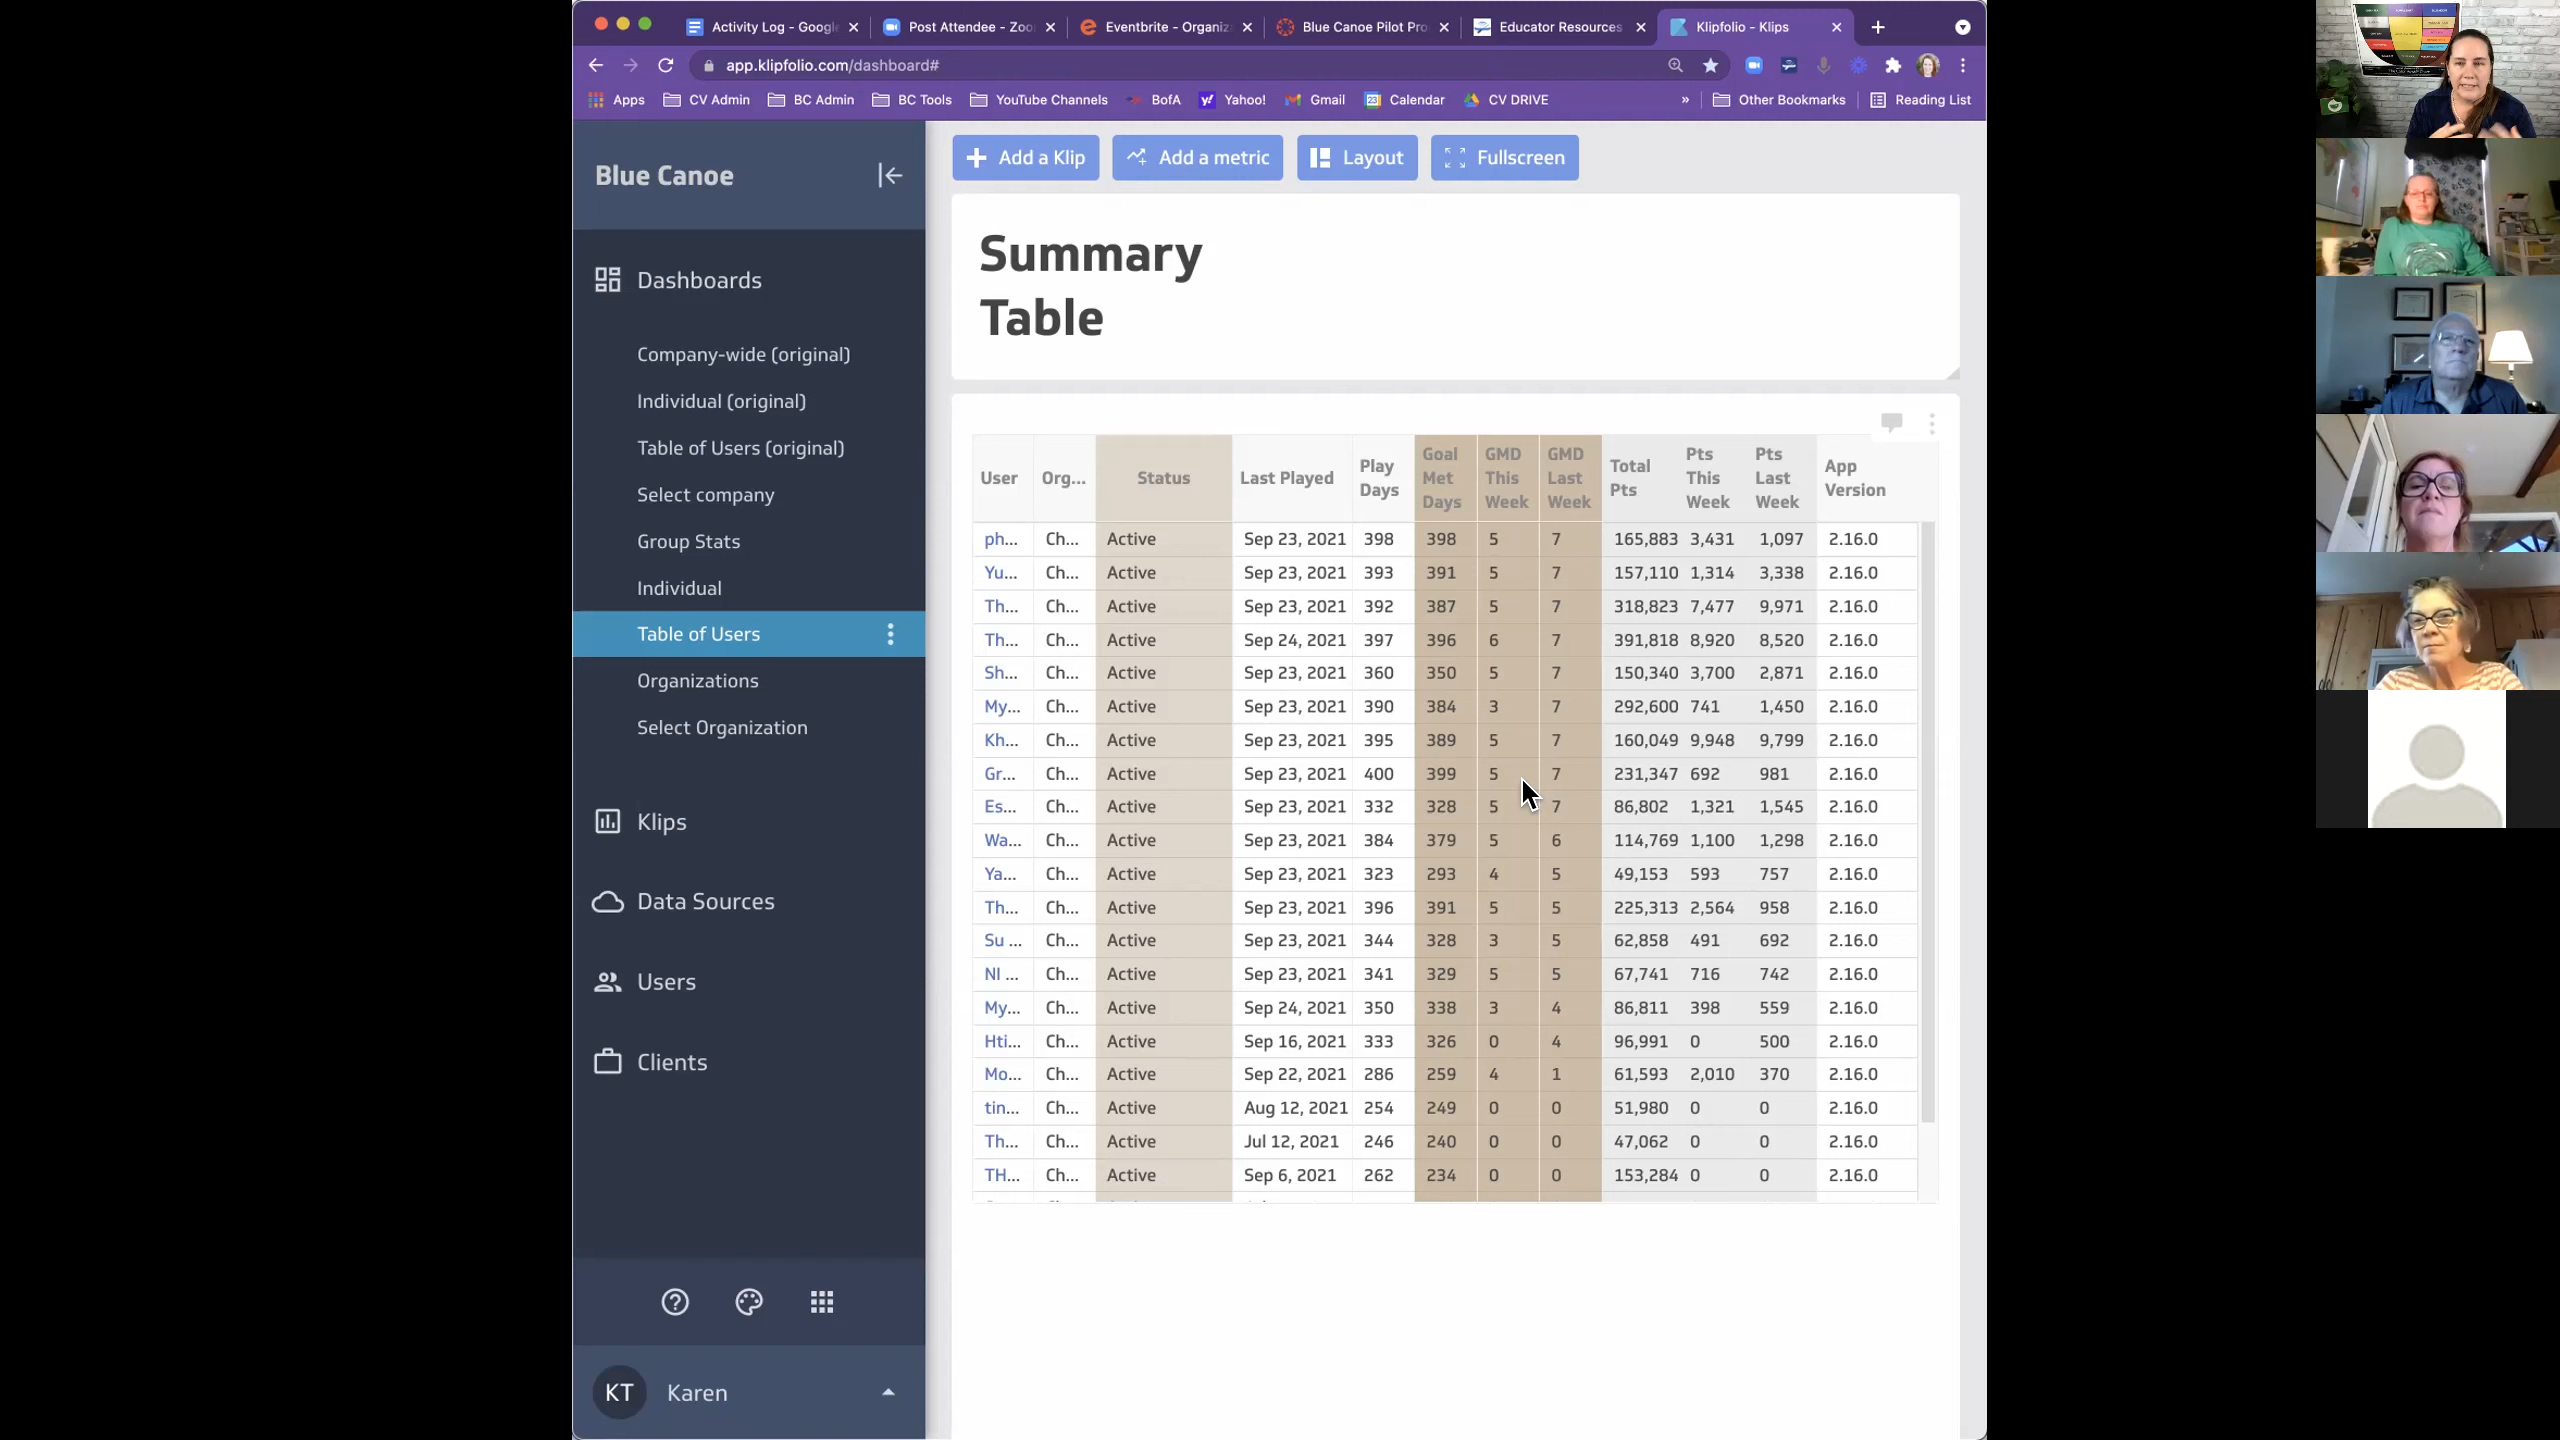 Activity Log - Google
Post Attendee - Zoo
Eventbrite - Organiz
Blue Canoe Pilot Pro
Educator Resources
Klipfolio - Klips
app.klipfolio.com/dashboard#
Apps
CV Admin
BC Admin
BC Tools
YouTube Channels
BofA
Yahoo!
Gmail
23 Calendar
CV DRIVE
»
Other Bookmarks
Reading List
Blue Canoe
Dashboards
Company-wide (original)
Individual (original)
Table of Users (original)
Select company
Group Stats
Individual
Table of Users
Organizations
Select Organization
Klips
Data Sources
Users
Clients
KT Karen
Add a Klip
Add a metric
Layout
Fullscreen
Summary
Table
User Org... Status Last Played Play Days Goal Met Days GMD This Week GMD Last Week Total Pts Pts This Week Pts Last Week App Version
ph... Ch... Active Sep 23, 2021 398 398 5 7 165,883 3,431 1,097 2.16.0
Yu... Ch... Active Sep 23, 2021 393 391 5 7 157,110 1,314 3,338 2.16.0
Th... Ch... Active Sep 23, 2021 392 387 5 7 318,823 7,477 9,971 2.16.0
Th... Ch... Active Sep 24, 2021 397 396 6 7 391,818 8,920 8,520 2.16.0
Sh... Ch... Active Sep 23, 2021 360 350 5 7 150,340 3,700 2,871 2.16.0
My... Ch... Active Sep 23, 2021 390 384 3 7 292,600 741 1,450 2.16.0
Kh... Ch... Active Sep 23, 2021 395 389 5 7 160,049 9,948 9,799 2.16.0
Gr... Ch... Active Sep 23, 2021 400 399 5 7 231,347 692 981 2.16.0
Es... Ch... Active Sep 23, 2021 332 328 5 7 86,802 1,321 1,545 2.16.0
Wa... Ch... Active Sep 23, 2021 384 379 5 6 114,769 1,100 1,298 2.16.0
Ya... Ch... Active Sep 23, 2021 323 293 4 5 49,153 593 757 2.16.0
Th... Ch... Active Sep 23, 2021 396 391 5 5 225,313 2,564 958 2.16.0
Su ... Ch... Active Sep 23, 2021 344 328 3 5 62,858 491 692 2.16.0
NI ... Ch... Active Sep 23, 2021 341 329 5 5 67,741 716 742 2.16.0
My... Ch... Active Sep 24, 2021 350 338 3 4 86,811 398 559 2.16.0
Hti... Ch... Active Sep 16, 2021 333 326 0 4 96,991 0 500 2.16.0
Mo... Ch... Active Sep 22, 2021 286 259 4 1 61,593 2,010 370 2.16.0
tin... Ch... Active Aug 12, 2021 254 249 0 0 51,980 0 0 2.16.0
Th... Ch... Active Jul 12, 2021 246 240 0 0 47,062 0 0 2.16.0
TH... Ch... Active Sep 6, 2021 262 234 0 0 153,284 0 0 2.16.0